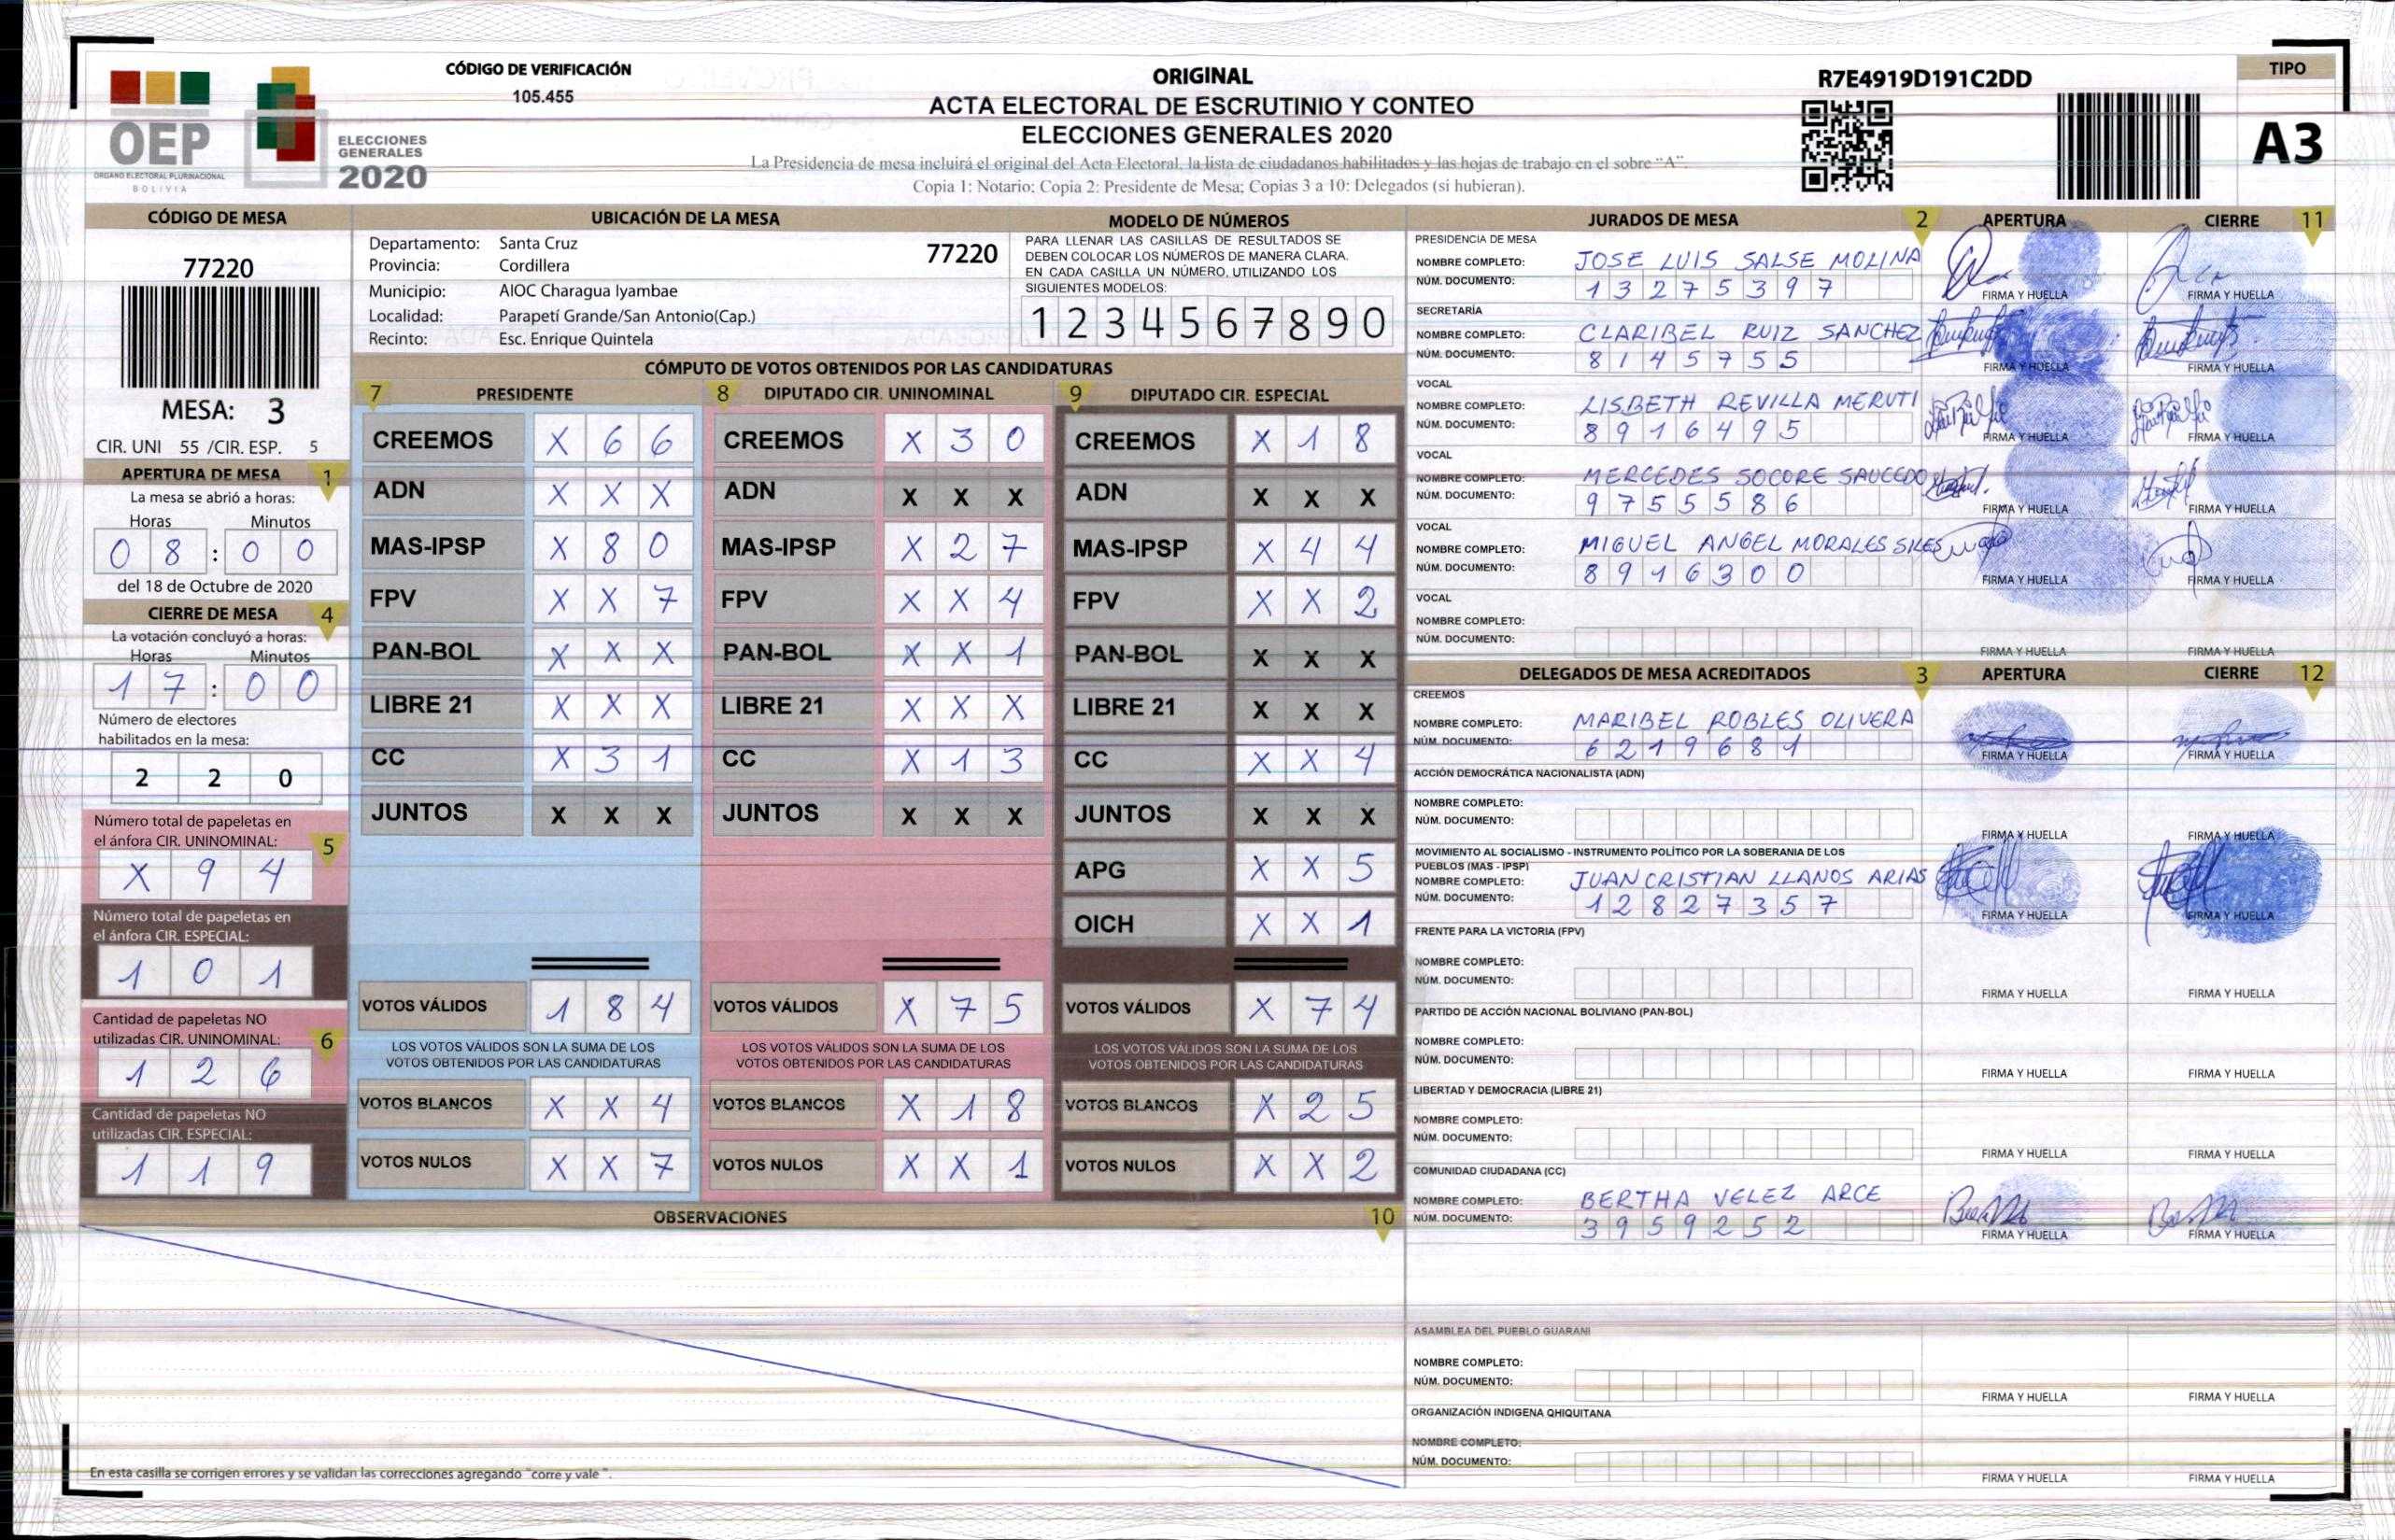 OEP
ÓRGANO ELECTORAL PLURINACIONAL
BOLIVIA
ELECCIONES
GENERALES
2020
CÓDIGO DE VERIFICACIÓN
105.455
ORIGINAL
ACTA ELECTORAL DE ESCRUTINIO Y CONTEO
ELECCIONES GENERALES 2020
La Presidencia de mesa incluirá el original del Acta Electoral, la lista de ciudadanos habilitados y las hojas de trabajo en el sobre "A".
Copia 1: Notario; Copia 2: Presidente de Mesa; Copias 3 a 10: Delegados (si hubieran).
R7E4919D191C2DD
TIPO
A3
CÓDIGO DE MESA
77220
MESA: 3
CIR. UNI 55 /CIR. ESP. 5
APERTURA DE MESA 1
La mesa se abrió a horas:
Horas Minutos
0 8 : 0 0
del 18 de Octubre de 2020
CIERRE DE MESA 4
La votación concluyó a horas:
Horas Minutos
1 7 : 0 0
Número de electores
habilitados en la mesa:
2 2 0
Número total de papeletas en
el ánfora CIR. UNINOMINAL: 5
X 9 4
Número total de papeletas en
el ánfora CIR. ESPECIAL:
1 0 1
Cantidad de papeletas NO
utilizadas CIR. UNINOMINAL: 6
1 2 6
Cantidad de papeletas NO
utilizadas CIR. ESPECIAL:
1 1 9
UBICACIÓN DE LA MESA
Departamento: Santa Cruz 77220
Provincia: Cordillera
Municipio: AIOC Charagua Iyambae
Localidad: Parapetí Grande/San Antonio(Cap.)
Recinto: Esc. Enrique Quintela
MODELO DE NÚMEROS
PARA LLENAR LAS CASILLAS DE RESULTADOS SE
DEBEN COLOCAR LOS NÚMEROS DE MANERA CLARA.
EN CADA CASILLA UN NÚMERO, UTILIZANDO LOS
SIGUIENTES MODELOS:
1 2 3 4 5 6 7 8 9 0
CÓMPUTO DE VOTOS OBTENIDOS POR LAS CANDIDATURAS
7 PRESIDENTE
CREEMOS X 6 6
ADN X X X
MAS-IPSP X 8 0
FPV X X 7
PAN-BOL X X X
LIBRE 21 X X X
CC X 3 1
JUNTOS X X X
VOTOS VÁLIDOS 1 8 4
LOS VOTOS VÁLIDOS SON LA SUMA DE LOS
VOTOS OBTENIDOS POR LAS CANDIDATURAS
VOTOS BLANCOS X X 4
VOTOS NULOS X X 7
8 DIPUTADO CIR. UNINOMINAL
CREEMOS X 3 0
ADN X X X
MAS-IPSP X 2 7
FPV X X 4
PAN-BOL X X 1
LIBRE 21 X X X
CC X 1 3
JUNTOS X X X
VOTOS VÁLIDOS X 7 5
LOS VOTOS VÁLIDOS SON LA SUMA DE LOS
VOTOS OBTENIDOS POR LAS CANDIDATURAS
VOTOS BLANCOS X 1 8
VOTOS NULOS X X 1
9 DIPUTADO CIR. ESPECIAL
CREEMOS X 1 8
ADN X X X
MAS-IPSP X 4 4
FPV X X 2
PAN-BOL X X X
LIBRE 21 X X X
CC X X 4
JUNTOS X X X
APG X X 5
OICH X X 1
VOTOS VÁLIDOS X 7 4
LOS VOTOS VÁLIDOS SON LA SUMA DE LOS
VOTOS OBTENIDOS POR LAS CANDIDATURAS
VOTOS BLANCOS X 2 5
VOTOS NULOS X X 2
OBSERVACIONES 10
En esta casilla se corrigen errores y se validan las correcciones agregando "corre y vale".
JURADOS DE MESA 2 APERTURA CIERRE 11
PRESIDENCIA DE MESA
NOMBRE COMPLETO: JOSE LUIS SALSE MOLINA
NÚM. DOCUMENTO: 13275397
FIRMA Y HUELLA FIRMA Y HUELLA
SECRETARÍA
NOMBRE COMPLETO: CLARIBEL RUIZ SANCHEZ
NÚM. DOCUMENTO: 8145755
FIRMA Y HUELLA FIRMA Y HUELLA
VOCAL
NOMBRE COMPLETO: LISBETH REVILLA MERUTI
NÚM. DOCUMENTO: 8916495
FIRMA Y HUELLA FIRMA Y HUELLA
VOCAL
NOMBRE COMPLETO: MERCEDES SOCORE SAUCEDO
NÚM. DOCUMENTO: 9755586
FIRMA Y HUELLA FIRMA Y HUELLA
VOCAL
NOMBRE COMPLETO: MIGUEL ANGEL MORALES SILES
NÚM. DOCUMENTO: 8916300
FIRMA Y HUELLA FIRMA Y HUELLA
VOCAL
NOMBRE COMPLETO:
NÚM. DOCUMENTO:
FIRMA Y HUELLA FIRMA Y HUELLA
DELEGADOS DE MESA ACREDITADOS 3 APERTURA CIERRE 12
CREEMOS
NOMBRE COMPLETO: MARIBEL ROBLES OLIVERA
NÚM. DOCUMENTO: 6219681
FIRMA Y HUELLA FIRMA Y HUELLA
ACCIÓN DEMOCRÁTICA NACIONALISTA (ADN)
NOMBRE COMPLETO:
NÚM. DOCUMENTO:
FIRMA Y HUELLA FIRMA Y HUELLA
MOVIMIENTO AL SOCIALISMO - INSTRUMENTO POLÍTICO POR LA SOBERANIA DE LOS
PUEBLOS (MAS - IPSP)
NOMBRE COMPLETO: JUAN CRISTIAN LLANOS ARIAS
NÚM. DOCUMENTO: 12827357
FIRMA Y HUELLA FIRMA Y HUELLA
FRENTE PARA LA VICTORIA (FPV)
NOMBRE COMPLETO:
NÚM. DOCUMENTO:
FIRMA Y HUELLA FIRMA Y HUELLA
PARTIDO DE ACCIÓN NACIONAL BOLIVIANO (PAN-BOL)
NOMBRE COMPLETO:
NÚM. DOCUMENTO:
FIRMA Y HUELLA FIRMA Y HUELLA
LIBERTAD Y DEMOCRACIA (LIBRE 21)
NOMBRE COMPLETO:
NÚM. DOCUMENTO:
FIRMA Y HUELLA FIRMA Y HUELLA
COMUNIDAD CIUDADANA (CC)
NOMBRE COMPLETO: BERTHA VELEZ ARCE
NÚM. DOCUMENTO: 3959252
FIRMA Y HUELLA FIRMA Y HUELLA
ASAMBLEA DEL PUEBLO GUARANI
NOMBRE COMPLETO:
NÚM. DOCUMENTO:
FIRMA Y HUELLA FIRMA Y HUELLA
ORGANIZACIÓN INDIGENA QHIQUITANA
NOMBRE COMPLETO:
NÚM. DOCUMENTO:
FIRMA Y HUELLA FIRMA Y HUELLA